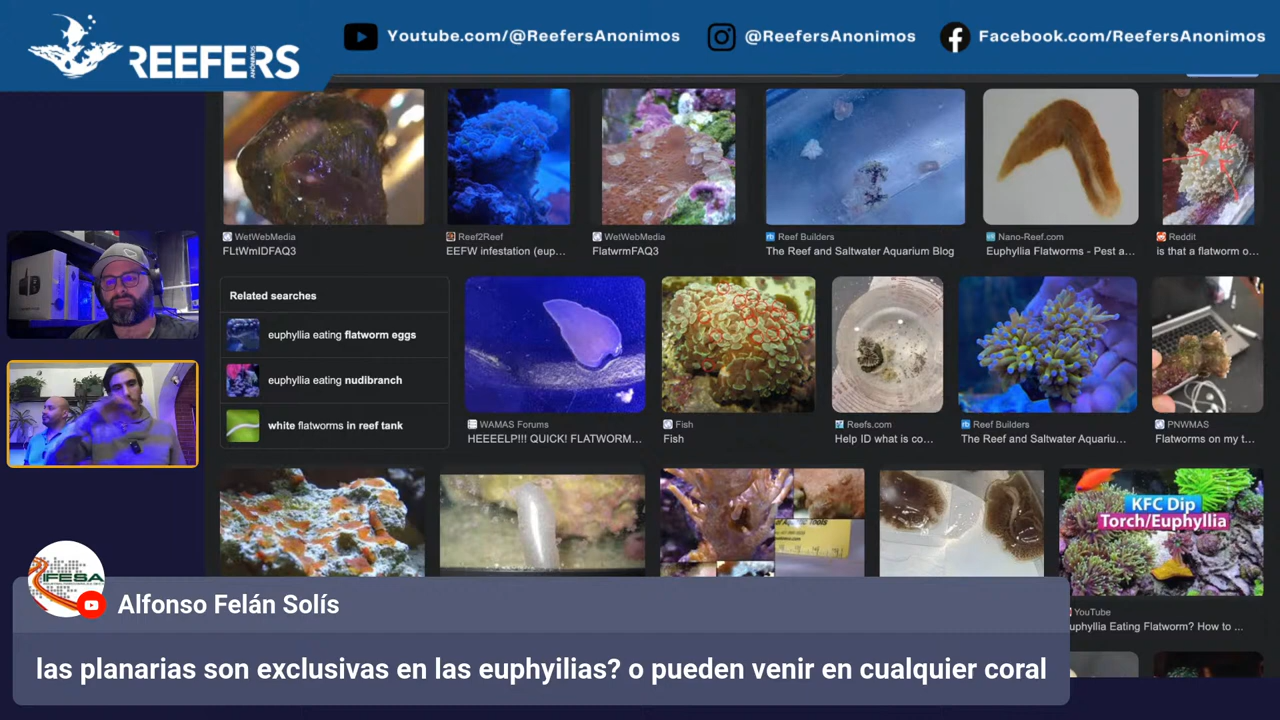 REEFERS
ANONIMOS
Youtube.com/@ReefersAnonimos
@ReefersAnonimos
Facebook.com/ReefersAnonimos
WetWebMedia
FLtWmIDFAQ3
Reef2Reef
EEFW infestation (eup...
WetWebMedia
FlatwrmFAQ3
Reef Builders
The Reef and Saltwater Aquarium Blog
Nano-Reef.com
Euphyllia Flatworms - Pest a...
Reddit
is that a flatworm o...
Related searches
euphyllia eating flatworm eggs
euphyllia eating nudibranch
white flatworms in reef tank
WAMAS Forums
HEEEELP!!! QUICK! FLATWORM...
Fish
Fish
Reefs.com
Help ID what is co...
Reef Builders
The Reef and Saltwater Aquariu...
PNWMAS
Flatworms on my t...
KFC Dip
Torch/Euphyllia
YouTube
uphyllia Eating Flatworm? How to ...
IFESA
Alfonso Felán Solís
las planarias son exclusivas en las euphyilias? o pueden venir en cualquier coral